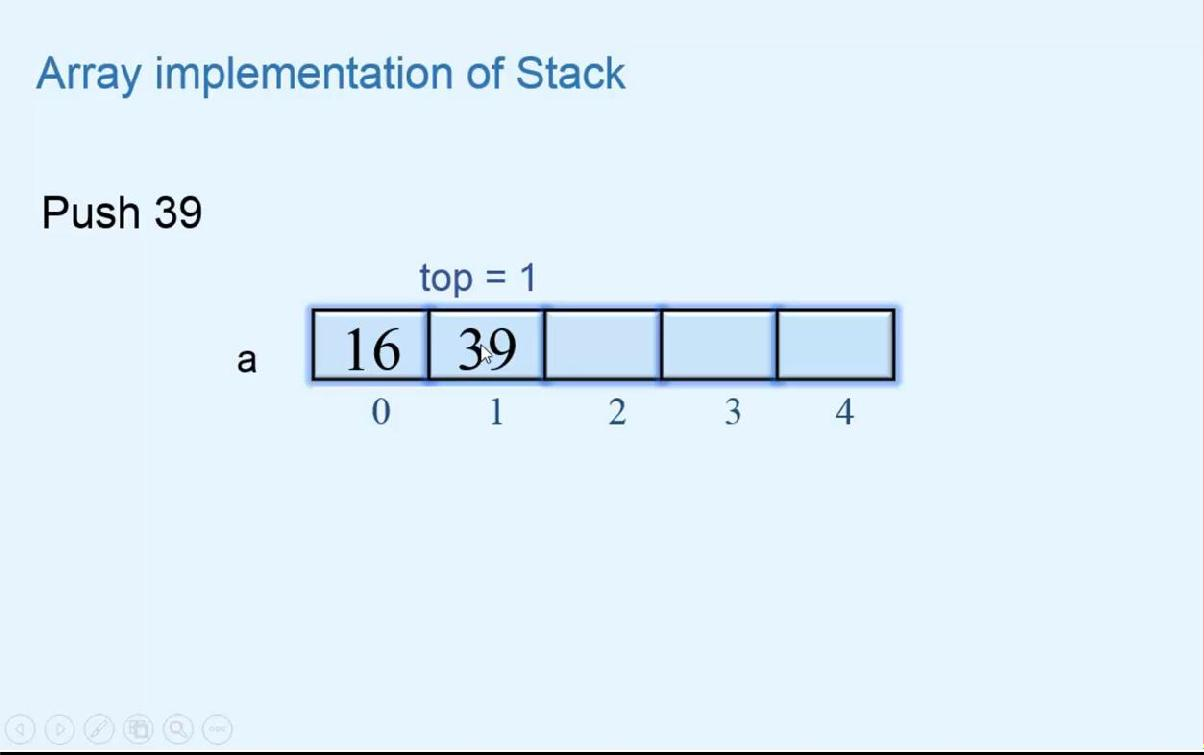 Array implementation of Stack
Push 39
top = 1
a 16 39
0 1 2 3 4